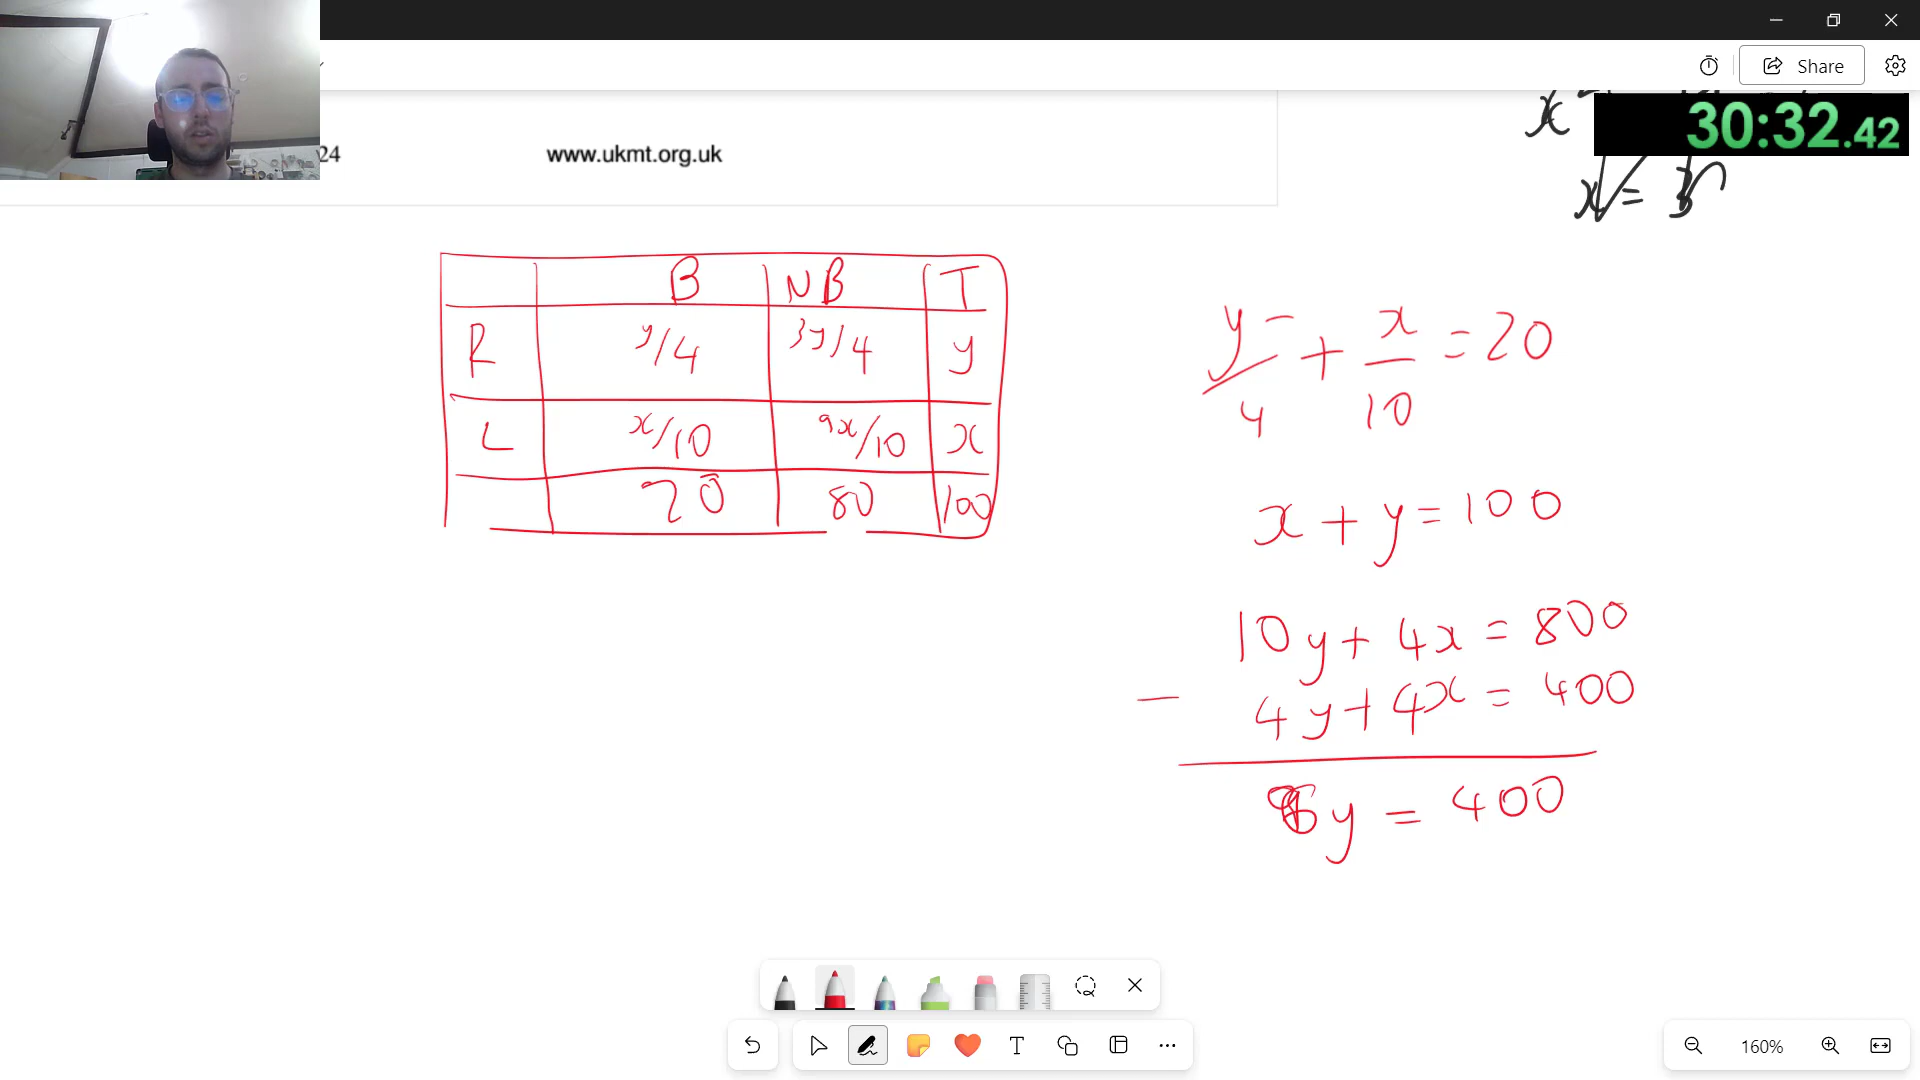 Share
30:32.42
24
www.ukmt.org.uk
x
x = 3
B NB T
R y/4 3y/4 y
L x/10 9x/10 x
20 80 100
y/4 + x/10 = 20
x + y = 100
10y + 4x = 800
- 4y + 4x = 400
6y = 400
160%